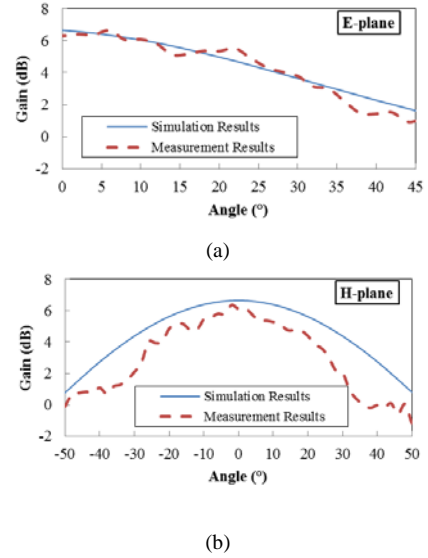 8
E-plane
6
4
Gain (dB)
2
0
Simulation Results
Measurement Results
-2
0 5 10 15 20 25 30 35 40 45
Angle (°)
(a)
8
H-plane
6
4
Gain (dB)
2
0
Simulation Results
Measurement Results
-2
-50 -40 -30 -20 -10 0 10 20 30 40 50
Angle (°)
(b)